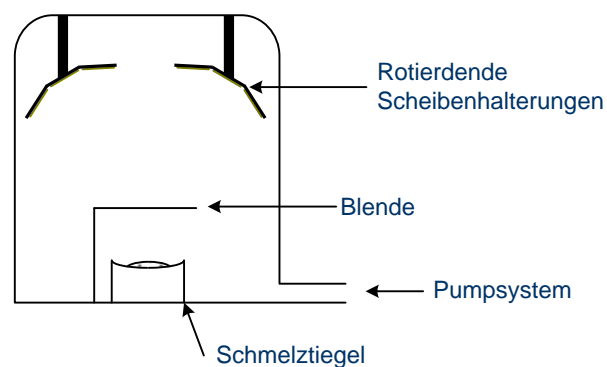 Rotierdende
Scheibenhalterungen
Blende
Pumpsystem
Schmelztiegel